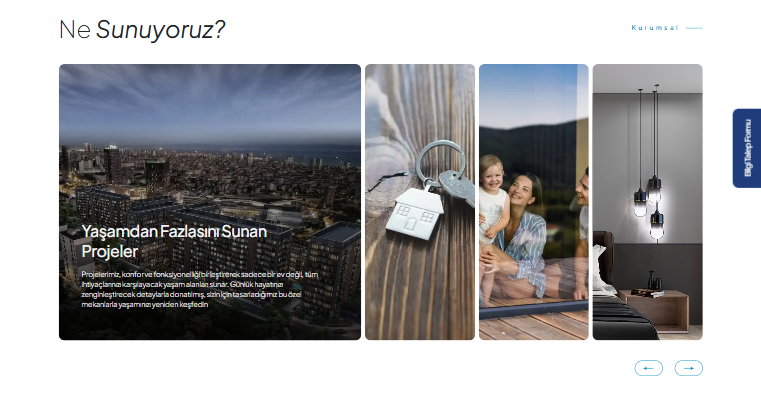 Ne Sunuyoruz?
Kurumsal
Bilgi Talep Formu
Yaşamdan Fazlasını Sunan
Projeler
Projelerimiz, konfor ve fonksiyonelliği birleştirerek sadece bir ev değil, tüm
ihtiyaçlarınızı karşılayacak yaşam alanları sunar. Günlük hayatınızı
zenginleştirecek detaylarla donatılmış, sizin için tasarladığımız bu özel
mekanlarla yaşamınızı yeniden keşfedin